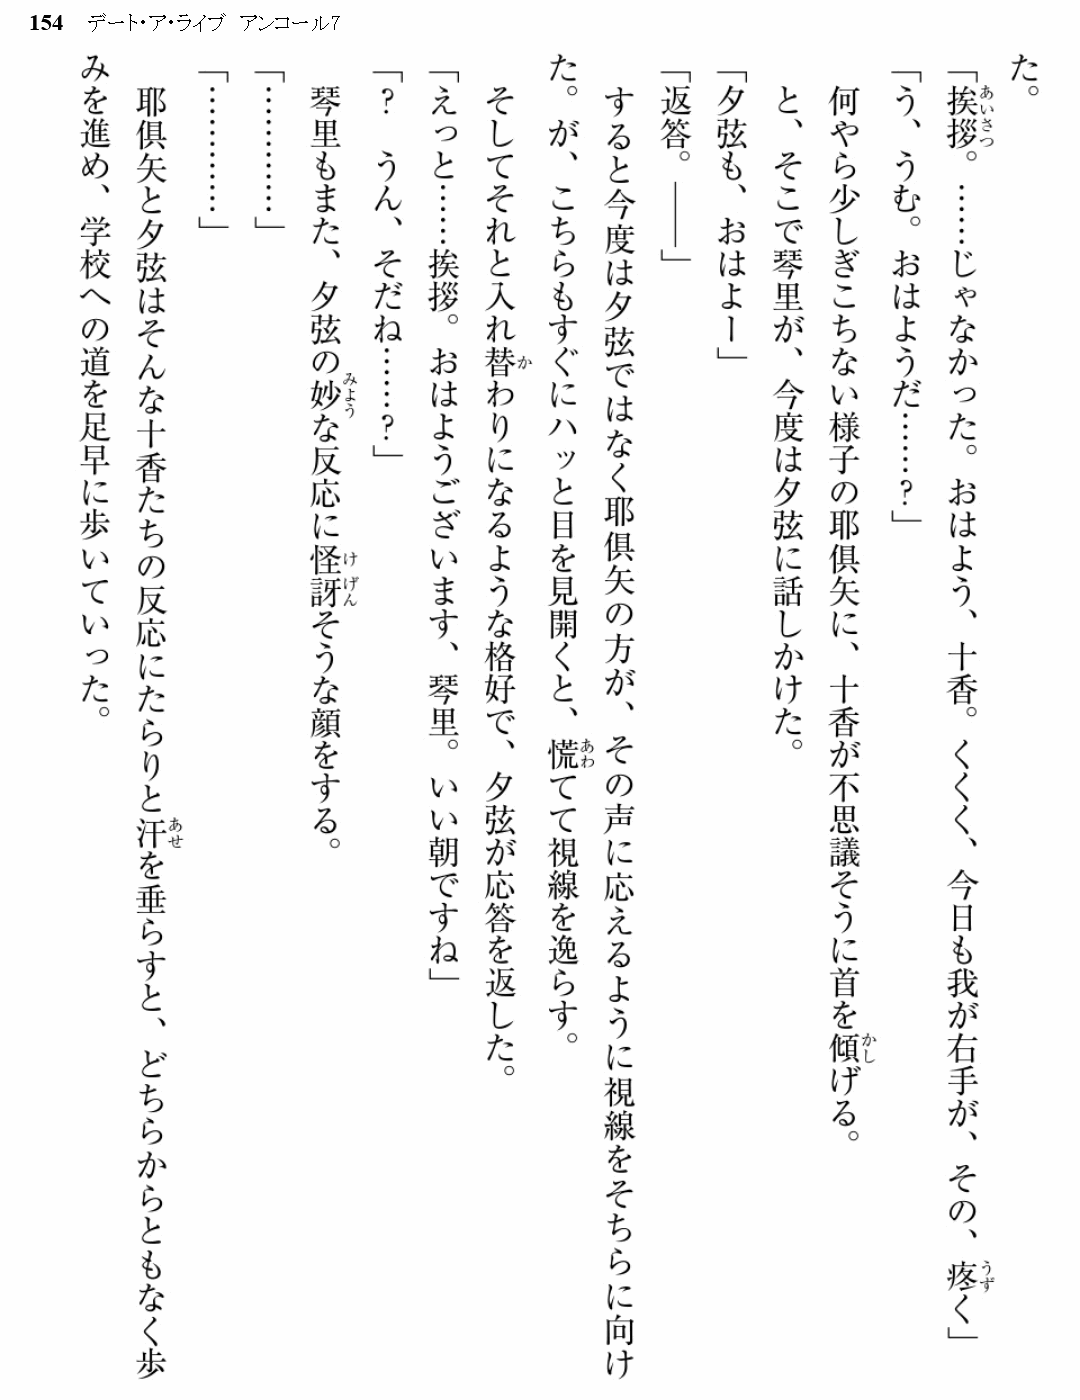 154 デート・ア・ライブ アンコール7
た。
「挨拶。……じゃなかった。おはよう、十香。くくく、今日も我が右手が、その、疼く」
「う、うむ。おはようだ……?」
何やら少しぎこちない様子の耶倶矢に、十香が不思議そうに首を傾げる。
と、そこで琴里が、今度は夕弦に話しかけた。
「夕弦も、おはよー」
「返答。――」
すると今度は夕弦ではなく耶倶矢の方が、その声に応えるように視線をそちらに向け
た。が、こちらもすぐにハッと目を見開くと、慌てて視線を逸らす。
そしてそれと入れ替わりになるような格好で、夕弦が応答を返した。
「えっと……挨拶。おはようございます、琴里。いい朝ですね」
「? うん、そだね……?」
琴里もまた、夕弦の妙な反応に怪訝そうな顔をする。
「…………」
「…………」
耶倶矢と夕弦はそんな十香たちの反応にたらりと汗を垂らすと、どちらからともなく歩
みを進め、学校への道を足早に歩いていった。